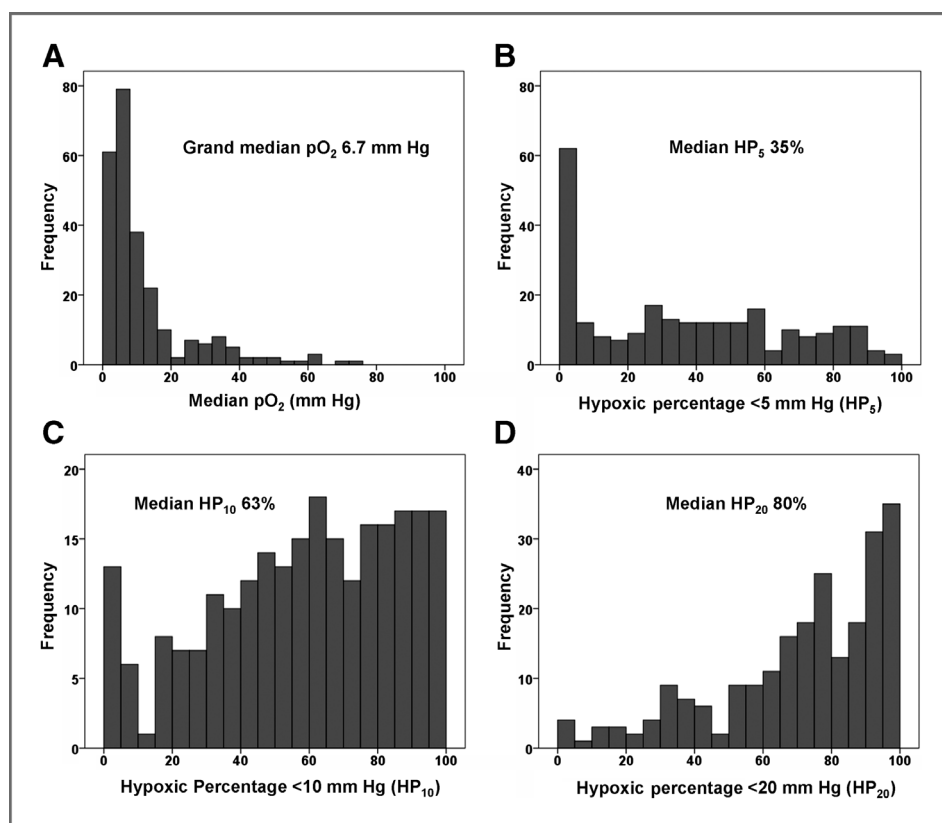 A
80
60
40
20
0
Frequency
Grand median pO₂ 6.7 mm Hg
0 20 40 60 80 100
Median pO₂ (mm Hg)
B
80
60
40
20
0
Frequency
Median HP₅ 35%
0 20 40 60 80 100
Hypoxic percentage <5 mm Hg (HP₅)
C
20
15
10
5
0
Frequency
Median HP₁₀ 63%
0 20 40 60 80 100
Hypoxic Percentage <10 mm Hg (HP₁₀)
D
40
30
20
10
0
Frequency
Median HP₂₀ 80%
0 20 40 60 80 100
Hypoxic percentage <20 mm Hg (HP₂₀)